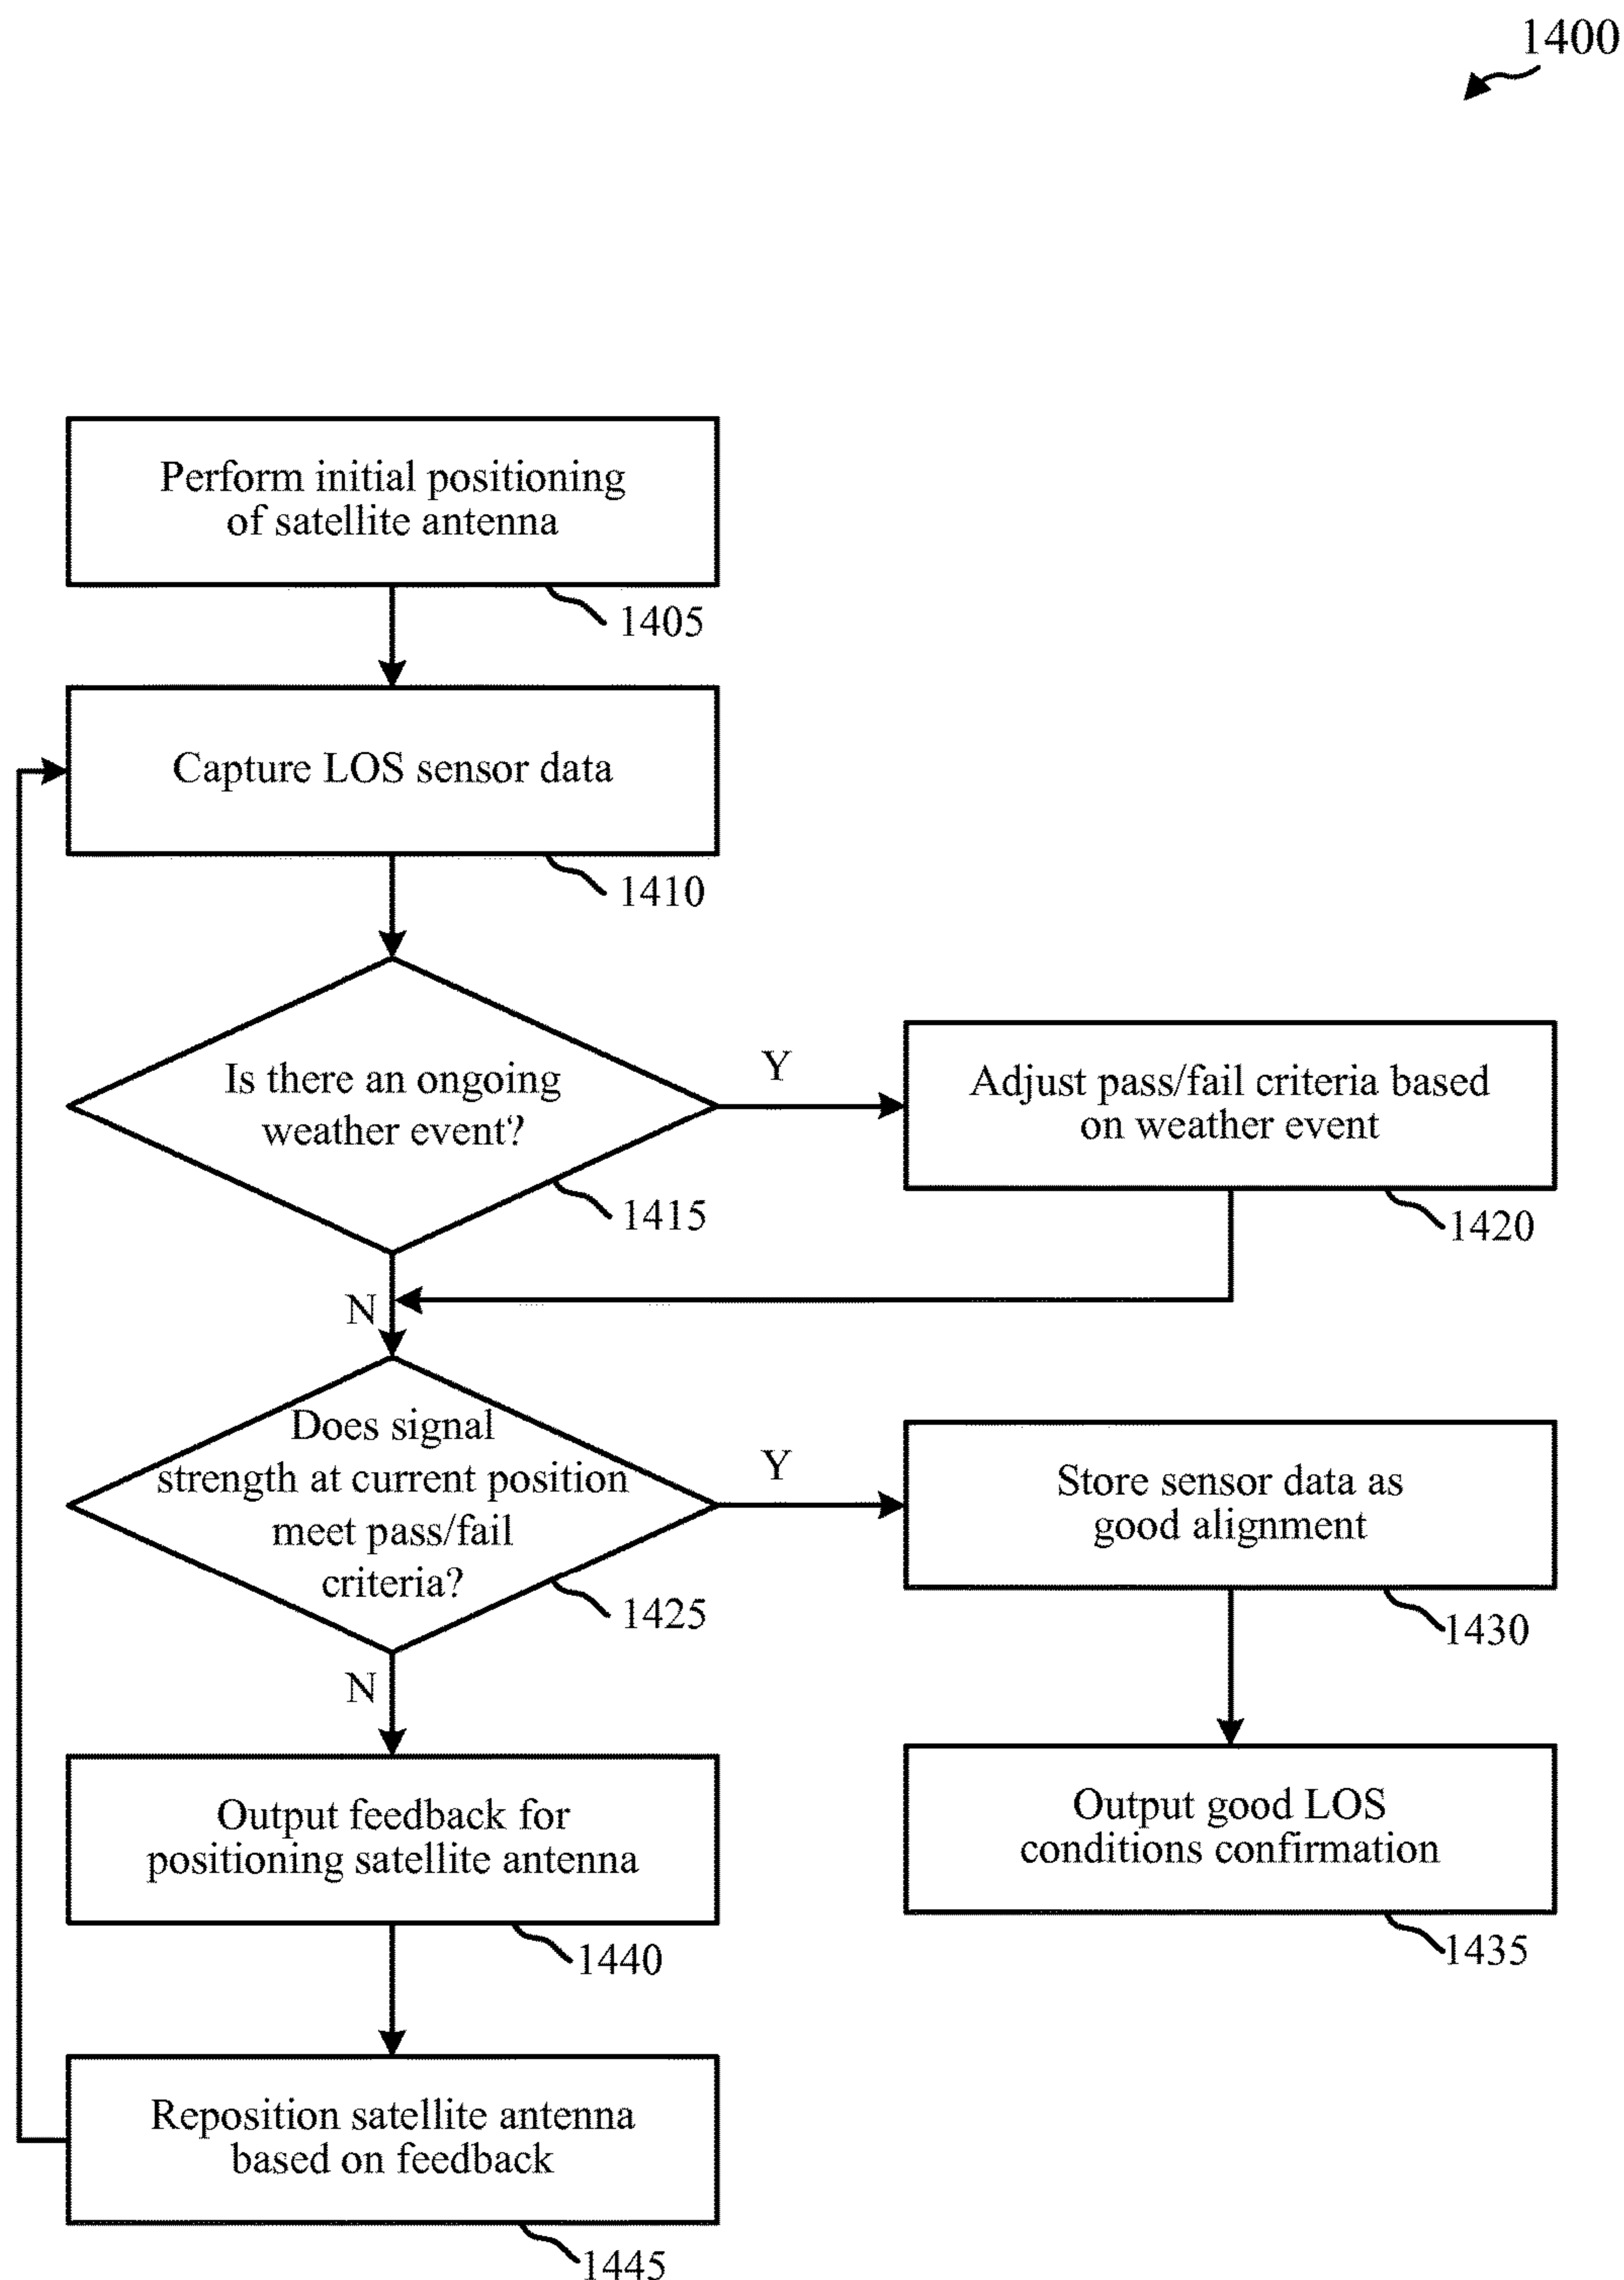 1400
Perform initial positioning
of satellite antenna
1405
Capture LOS sensor data
1410
Is there an ongoing
weather event?
1415
Y
Adjust pass/fail criteria based
on weather event
1420
N
Does signal
strength at current position
meet pass/fail
criteria?
1425
Y
Store sensor data as
good alignment
1430
Output good LOS
conditions confirmation
1435
N
Output feedback for
positioning satellite antenna
1440
Reposition satellite antenna
based on feedback
1445